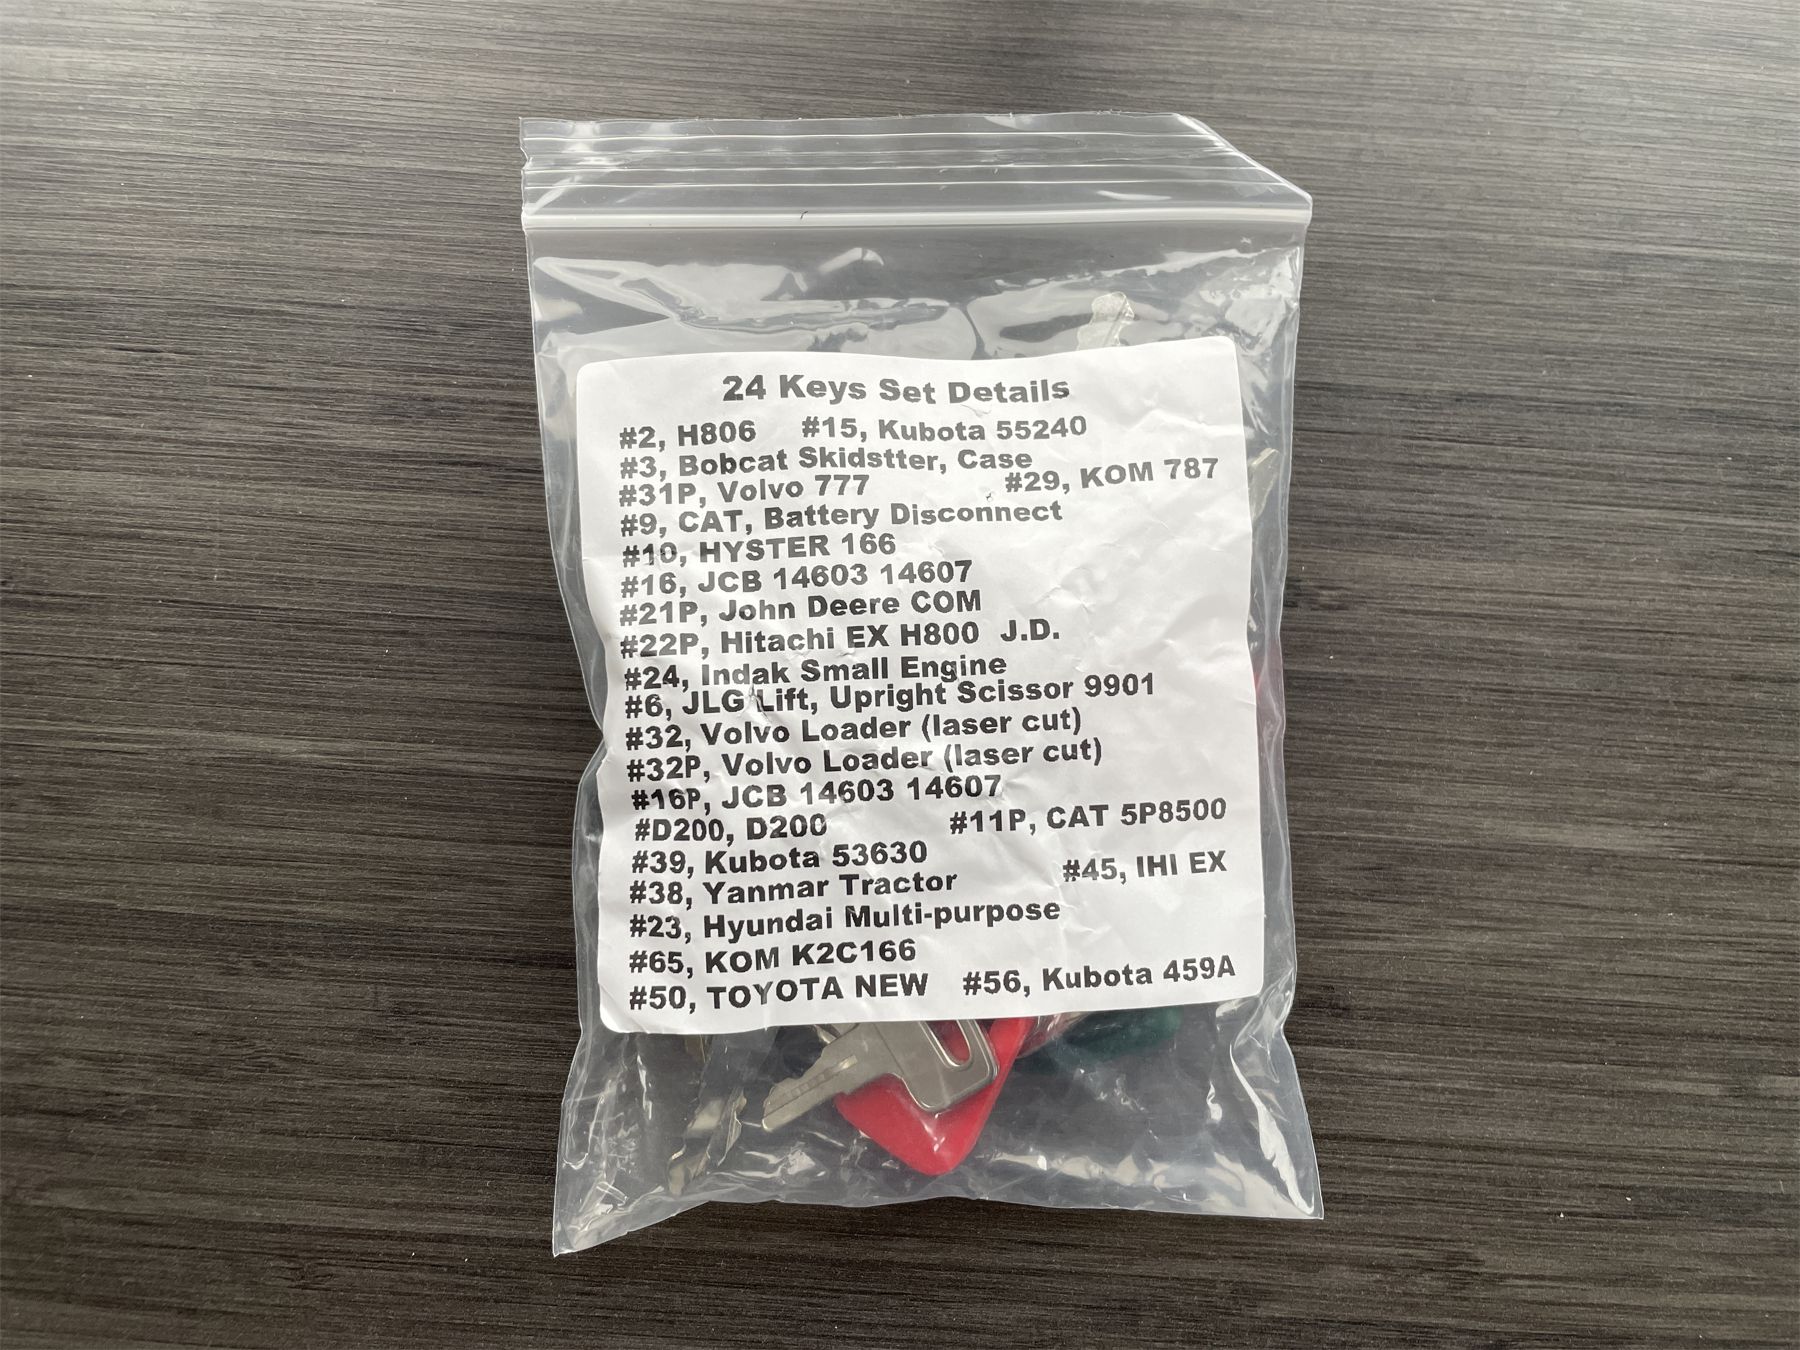 24 Keys Set Details
#2, H806 #15, Kubota 55240
#3, Bobcat Skidstter, Case
#31P, Volvo 777 #29, KOM 787
#9, CAT, Battery Disconnect
#10, HYSTER 166
#16, JCB 14603 14607
#21P, John Deere COM
#22P, Hitachi EX H800 J.D.
#24, Indak Small Engine
#6, JLG Lift, Upright Scissor 9901
#32, Volvo Loader (laser cut)
#32P, Volvo Loader (laser cut)
#16P, JCB 14603 14607
#D200, D200 #11P, CAT 5P8500
#39, Kubota 53630
#38, Yanmar Tractor #45, IHI EX
#23, Hyundai Multi-purpose
#65, KOM K2C166
#50, TOYOTA NEW #56, Kubota 459A